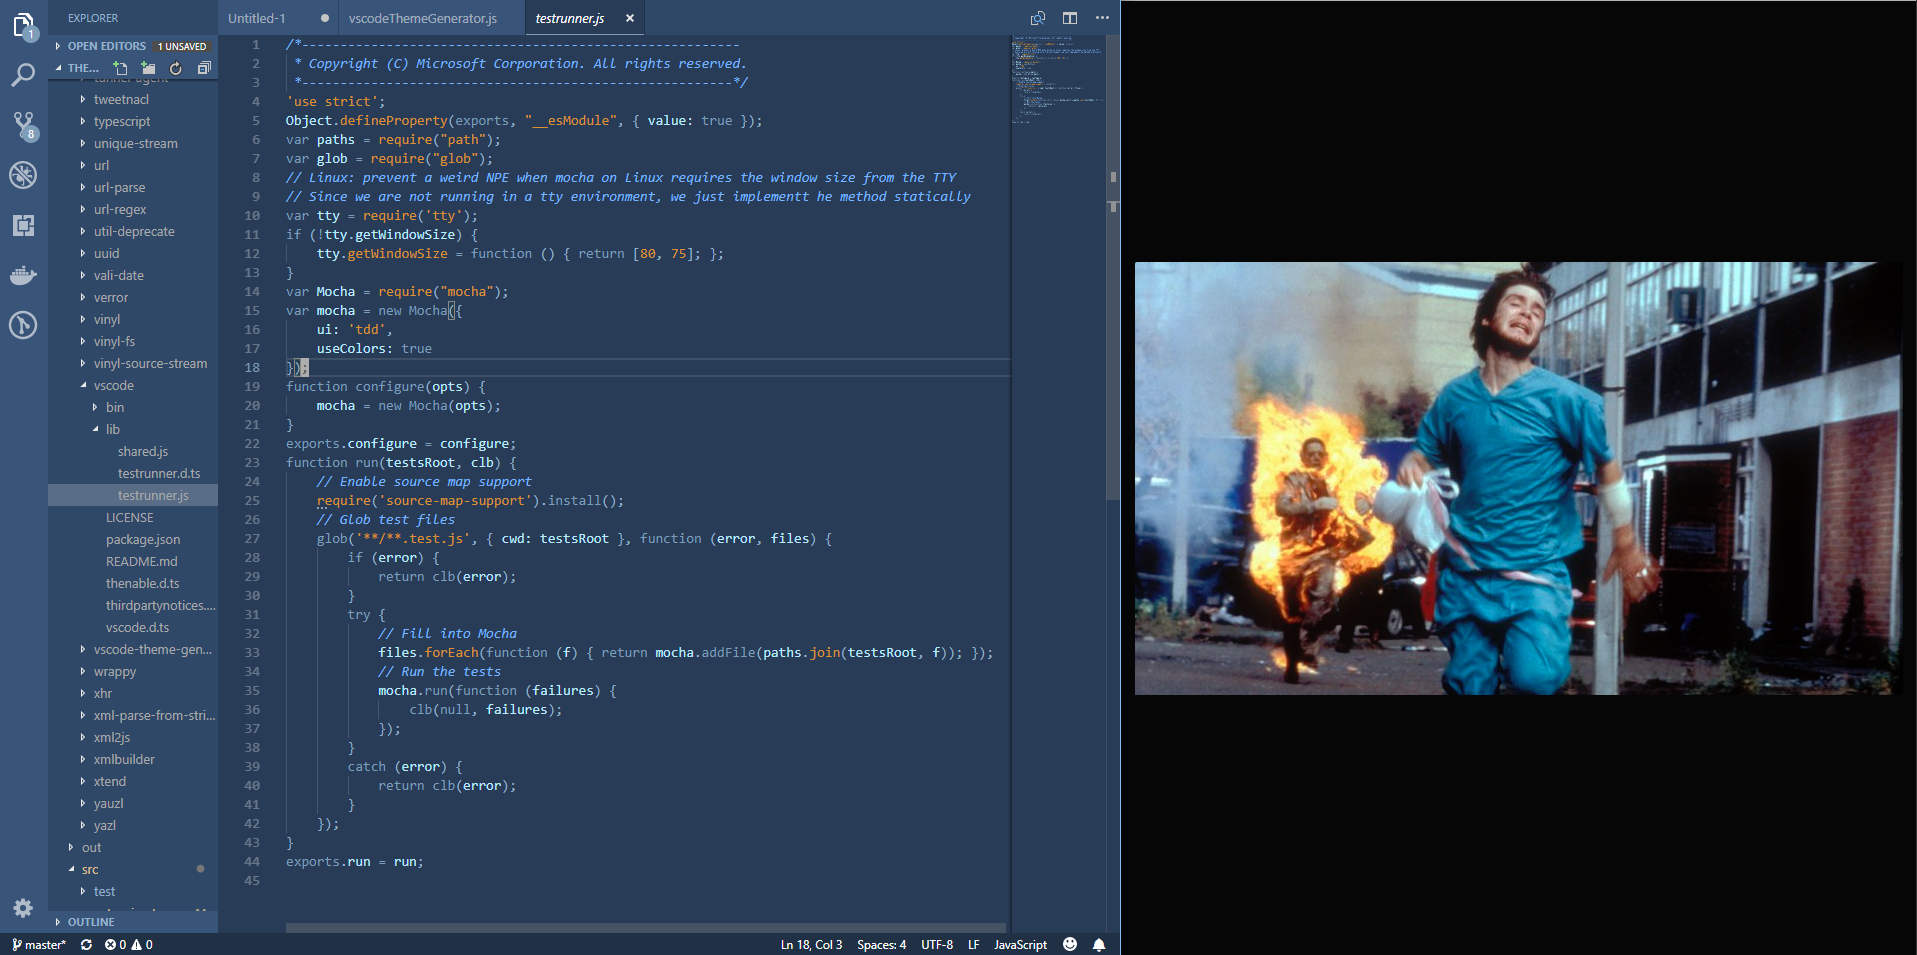 EXPLORER
OPEN EDITORS 1 UNSAVED
THE...
tunnel-agent
tweetnacl
typescript
unique-stream
url
url-parse
url-regex
util-deprecate
uuid
vali-date
verror
vinyl
vinyl-fs
vinyl-source-stream
vscode
bin
lib
shared.js
testrunner.d.ts
testrunner.js
LICENSE
package.json
README.md
thenable.d.ts
thirdpartynotices....
vscode.d.ts
vscode-theme-gen...
wrappy
xhr
xml-parse-from-stri...
xml2js
xmlbuilder
xtend
yauzl
yazl
out
src
test
OUTLINE
1
8
Untitled-1 vscodeThemeGenerator.js testrunner.js
1 /*---------------------------------------------------------
2 * Copyright (C) Microsoft Corporation. All rights reserved.
3 *--------------------------------------------------------*/
4 'use strict';
5 Object.defineProperty(exports, "__esModule", { value: true });
6 var paths = require("path");
7 var glob = require("glob");
8 // Linux: prevent a weird NPE when mocha on Linux requires the window size from the TTY
9 // Since we are not running in a tty environment, we just implementt he method statically
10 var tty = require('tty');
11 if (!tty.getWindowSize) {
12 tty.getWindowSize = function () { return [80, 75]; };
13 }
14 var Mocha = require("mocha");
15 var mocha = new Mocha({
16 ui: 'tdd',
17 useColors: true
18 });
19 function configure(opts) {
20 mocha = new Mocha(opts);
21 }
22 exports.configure = configure;
23 function run(testsRoot, clb) {
24 // Enable source map support
25 require('source-map-support').install();
26 // Glob test files
27 glob('**/**.test.js', { cwd: testsRoot }, function (error, files) {
28 if (error) {
29 return clb(error);
30 }
31 try {
32 // Fill into Mocha
33 files.forEach(function (f) { return mocha.addFile(paths.join(testsRoot, f)); });
34 // Run the tests
35 mocha.run(function (failures) {
36 clb(null, failures);
37 });
38 }
39 catch (error) {
40 return clb(error);
41 }
42 });
43 }
44 exports.run = run;
45
master* 0 0 Ln 18, Col 3 Spaces: 4 UTF-8 LF JavaScript